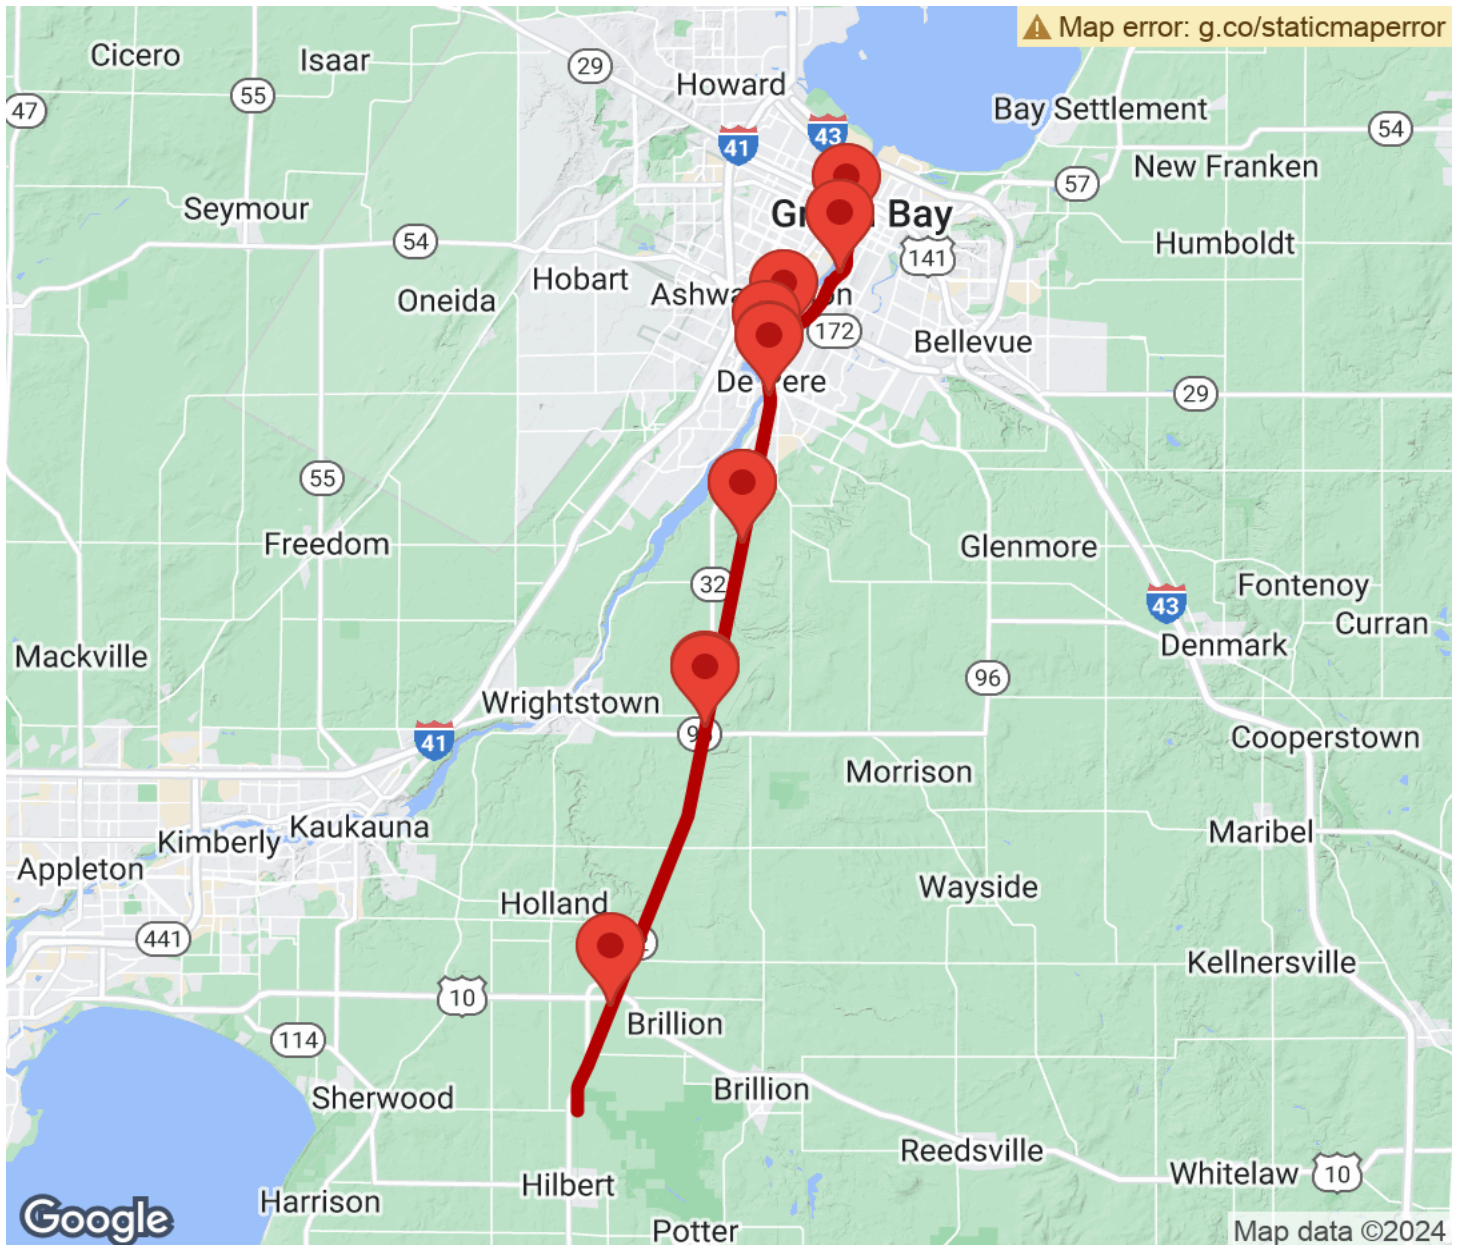 Map error: g.co/staticmaperror
Cicero
Isaar
29
Howard
55
47
Bay Settlement
43
54
41
New Franken
57
Seymour
Bay
54
Humboldt
141
Hobart
Oneida
172
Bellevue
De Pere
29
55
Freedom
Glenmore
32
Fontenoy
43
Curran
Denmark
Mackville
96
Wrightstown
41
Cooperstown
Morrison
Kaukauna
Maribel
Kimberly
Appleton
Wayside
Holland
441
Kellnersville
10
Brillion
114
Brillion
Sherwood
Reedsville
Whitelaw
10
Hilbert
Harrison
Potter
Google
Map data ©2024